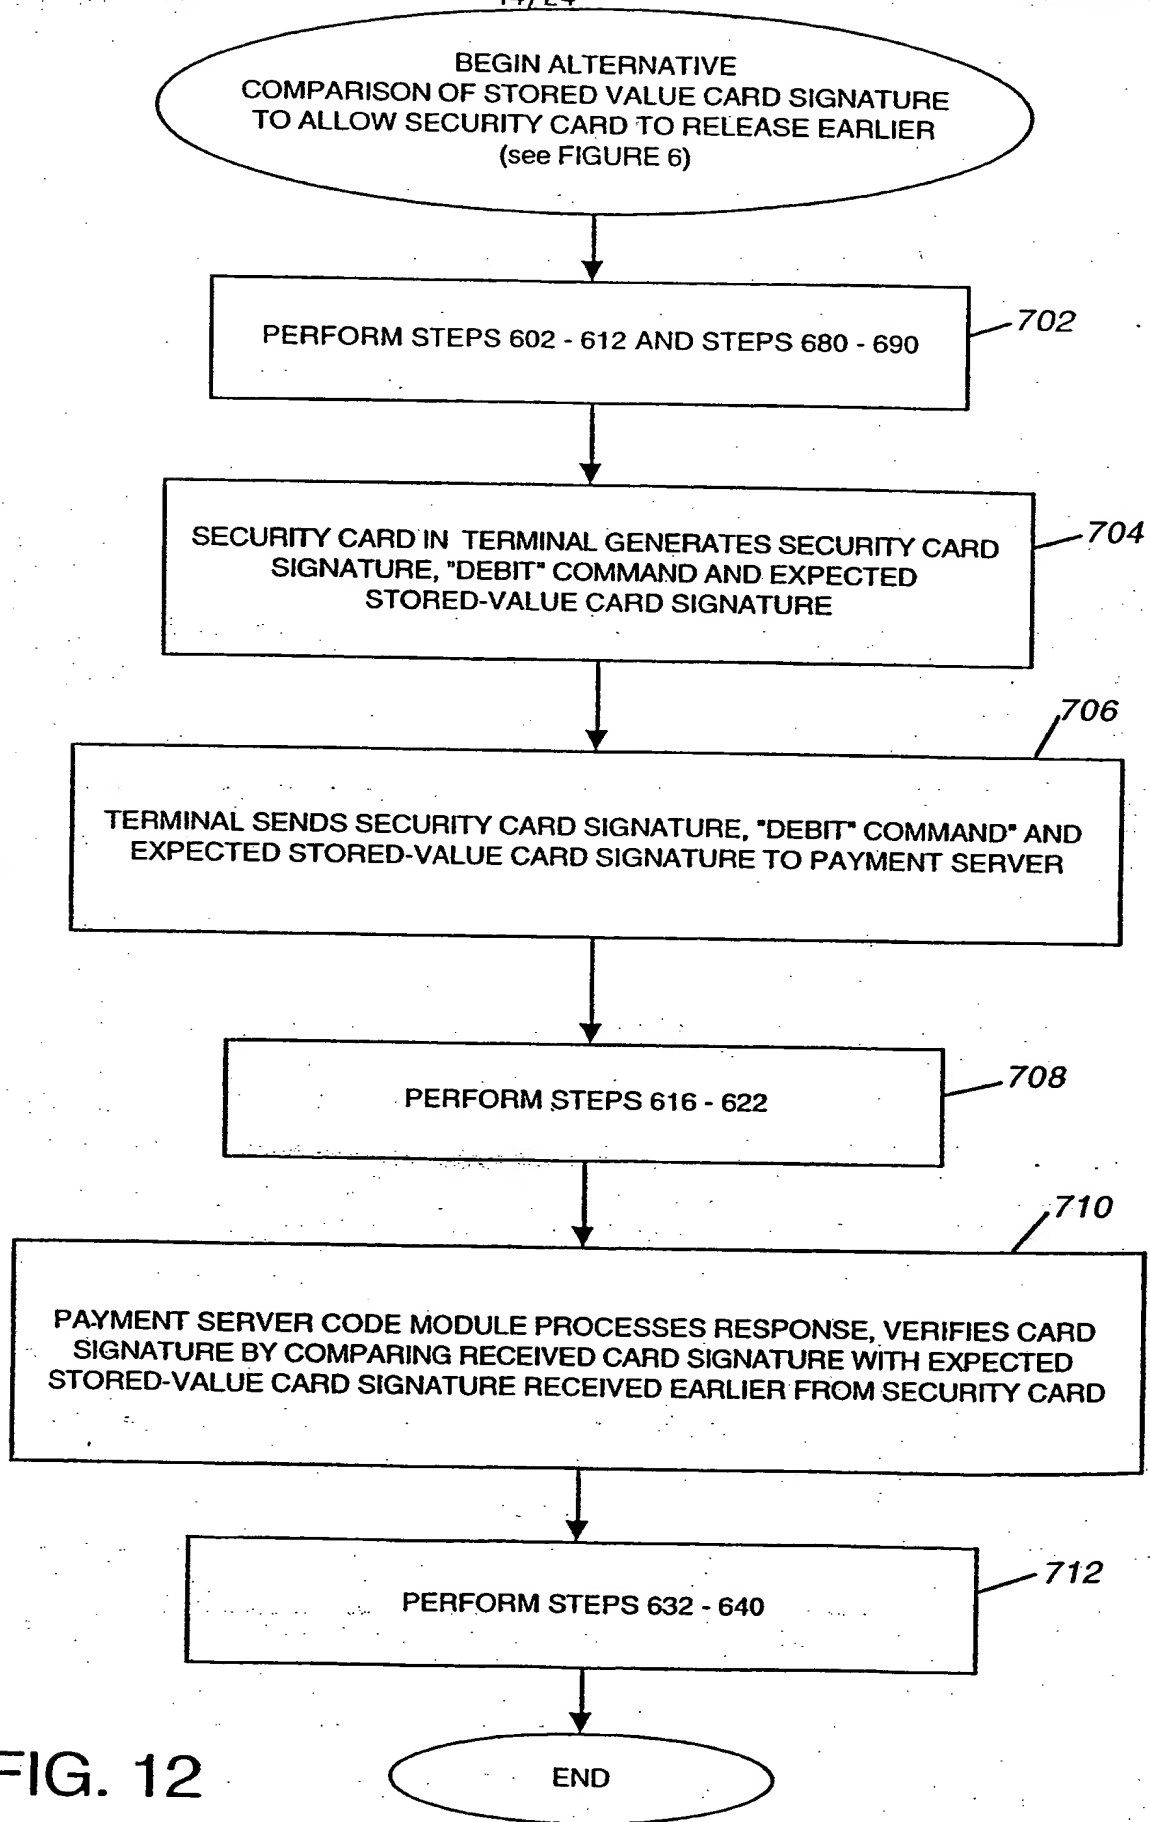 14/24
BEGIN ALTERNATIVE
COMPARISON OF STORED VALUE CARD SIGNATURE
TO ALLOW SECURITY CARD TO RELEASE EARLIER
(see FIGURE 6)
PERFORM STEPS 602 - 612 AND STEPS 680 - 690
702
SECURITY CARD IN TERMINAL GENERATES SECURITY CARD
SIGNATURE, "DEBIT" COMMAND AND EXPECTED
STORED-VALUE CARD SIGNATURE
704
706
TERMINAL SENDS SECURITY CARD SIGNATURE, "DEBIT" COMMAND" AND
EXPECTED STORED-VALUE CARD SIGNATURE TO PAYMENT SERVER
PERFORM STEPS 616 - 622
708
710
PAYMENT SERVER CODE MODULE PROCESSES RESPONSE, VERIFIES CARD
SIGNATURE BY COMPARING RECEIVED CARD SIGNATURE WITH EXPECTED
STORED-VALUE CARD SIGNATURE RECEIVED EARLIER FROM SECURITY CARD
PERFORM STEPS 632 - 640
712
END
FIG. 12